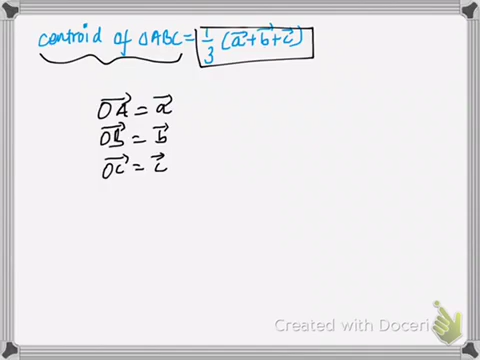 centroid of △ABC = 1/3 (a⃗ + b⃗ + c⃗)
OA⃗ = a⃗
OB⃗ = b⃗
OC⃗ = c⃗
Created with Doceri